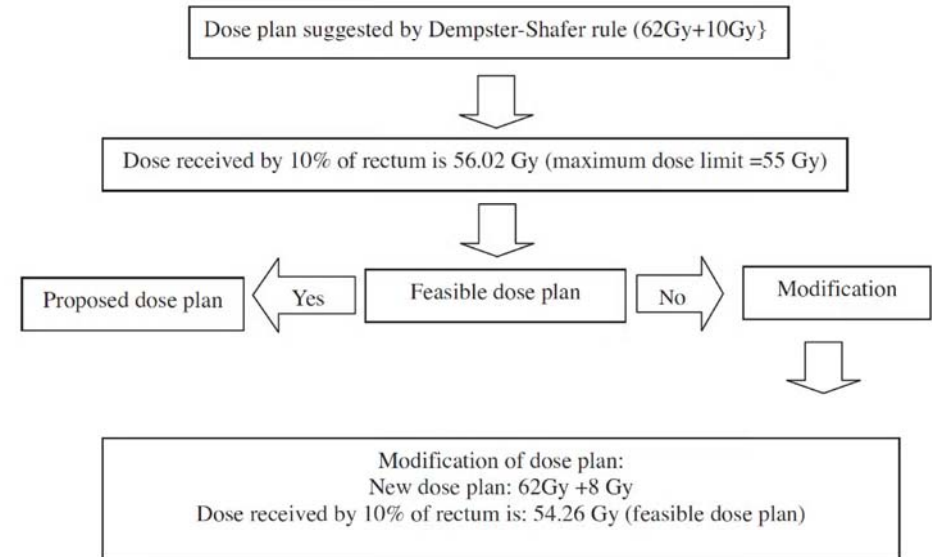 Dose plan suggested by Dempster-Shafer rule (62Gy+10Gy}
Dose received by 10% of rectum is 56.02 Gy (maximum dose limit =55 Gy)
Proposed dose plan
Yes
Feasible dose plan
No
Modification
Modification of dose plan:
New dose plan: 62Gy +8 Gy
Dose received by 10% of rectum is: 54.26 Gy (feasible dose plan)